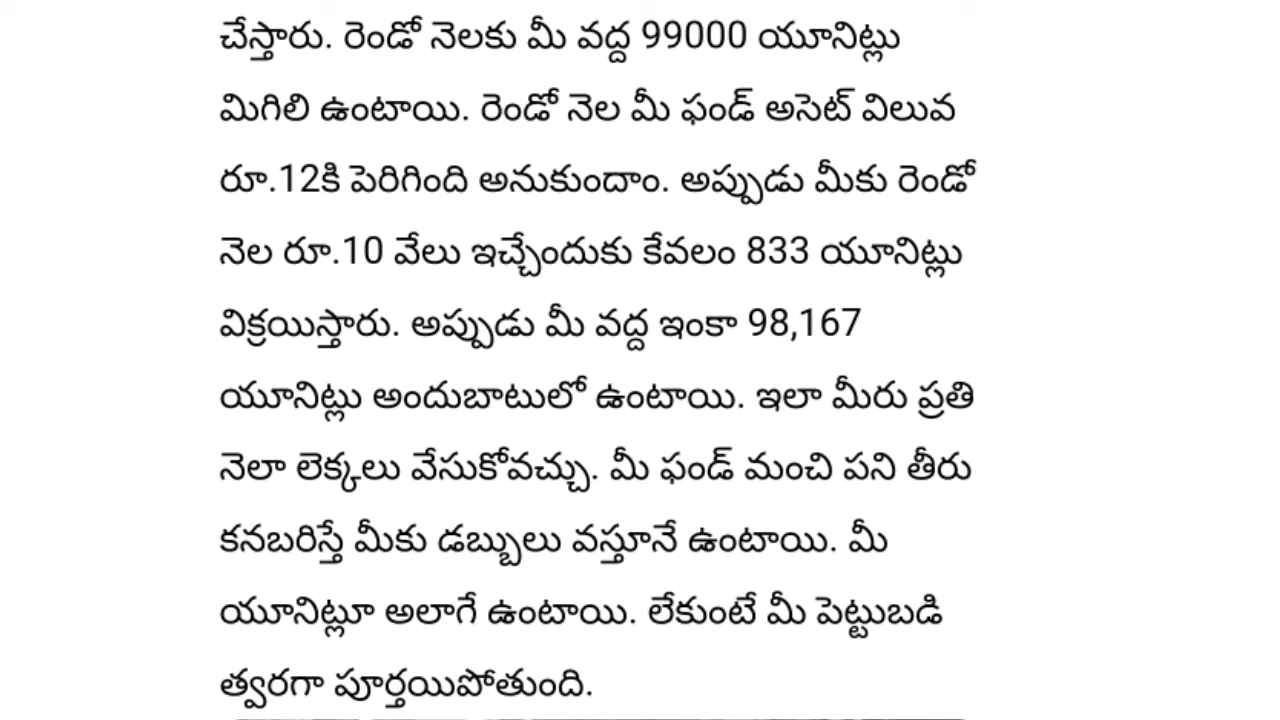 చేస్తారు. రెండో నెలకు మీ వద్ద 99000 యూనిట్లు
మిగిలి ఉంటాయి. రెండో నెల మీ ఫండ్ అసెట్ విలువ
రూ.12కి పెరిగింది అనుకుందాం. అప్పుడు మీకు రెండో
నెల రూ.10 వేలు ఇచ్చేందుకు కేవలం 833 యూనిట్లు
విక్రయిస్తారు. అప్పుడు మీ వద్ద ఇంకా 98,167
యూనిట్లు అందుబాటులో ఉంటాయి. ఇలా మీరు ప్రతి
నెలా లెక్కలు వేసుకోవచ్చు. మీ ఫండ్ మంచి పని తీరు
కనబరిస్తే మీకు డబ్బులు వస్తూనే ఉంటాయి. మీ
యూనిట్లూ అలాగే ఉంటాయి. లేకుంటే మీ పెట్టుబడి
త్వరగా పూర్తయిపోతుంది.